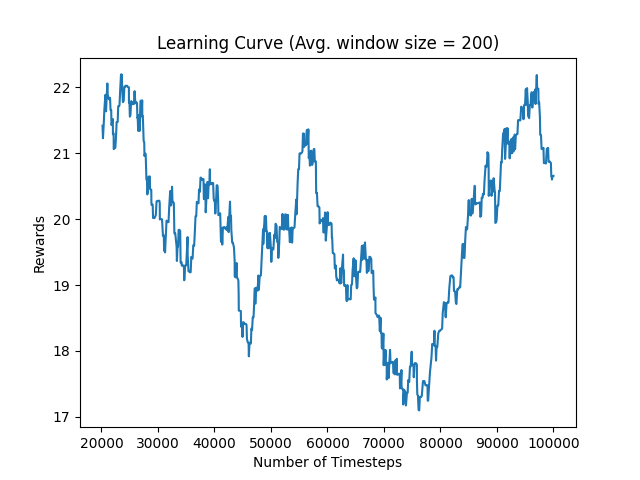 Learning Curve (Avg. window size = 200)
Rewards
22
21
20
19
18
17
20000 30000 40000 50000 60000 70000 80000 90000 100000
Number of Timesteps